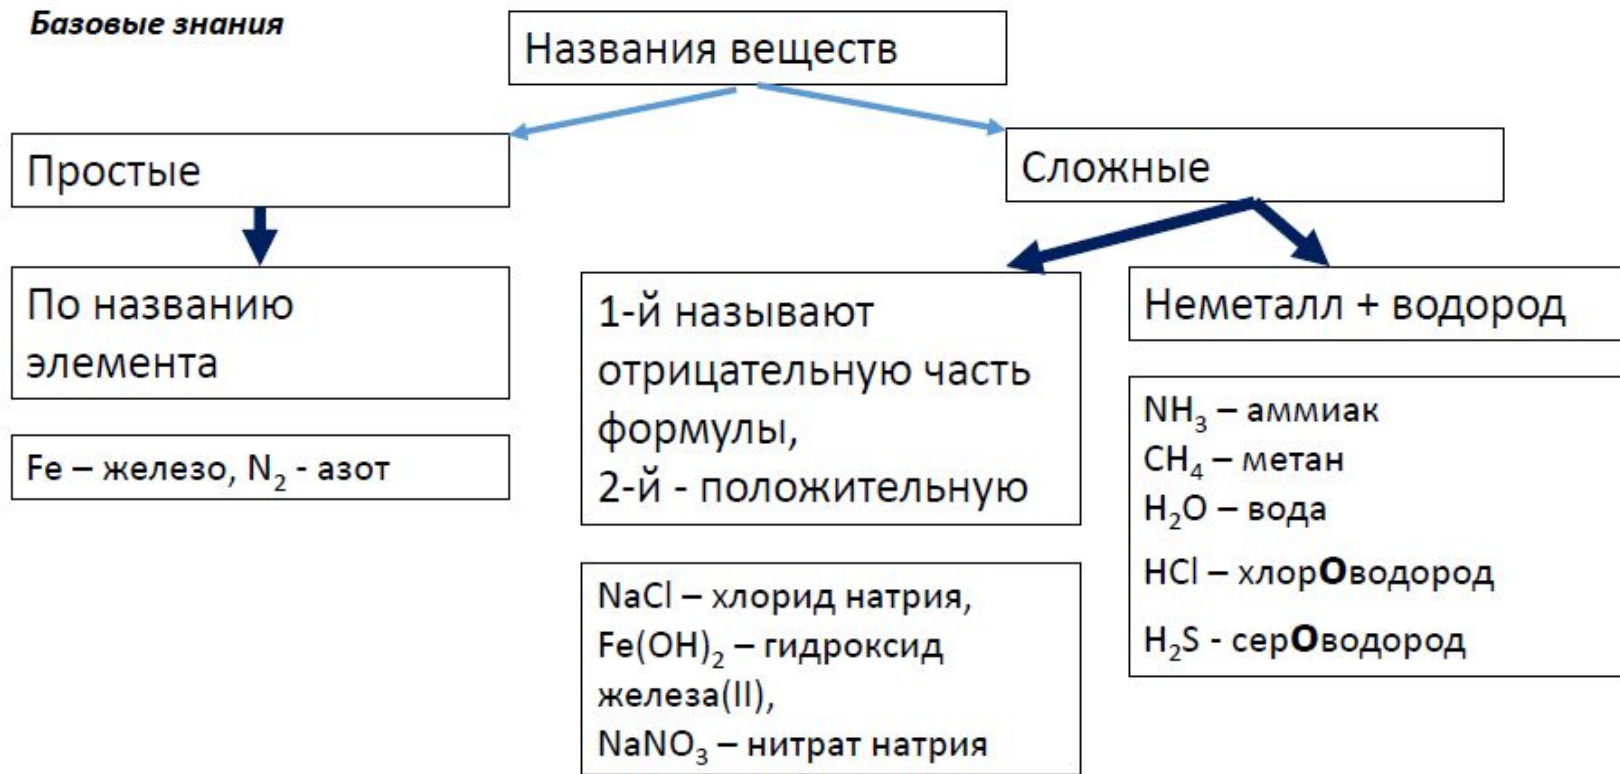 Базовые знания
Названия веществ
Простые
Сложные
По названию
элемента
Fe – железо, N₂ - азот
1-й называют
отрицательную часть
формулы,
2-й - положительную
NaCl – хлорид натрия,
Fe(OH)₂ – гидроксид
железа(II),
NaNO₃ – нитрат натрия
Неметалл + водород
NH₃ – аммиак
CH₄ – метан
H₂O – вода
HCl – хлорОводород
H₂S - серОводород